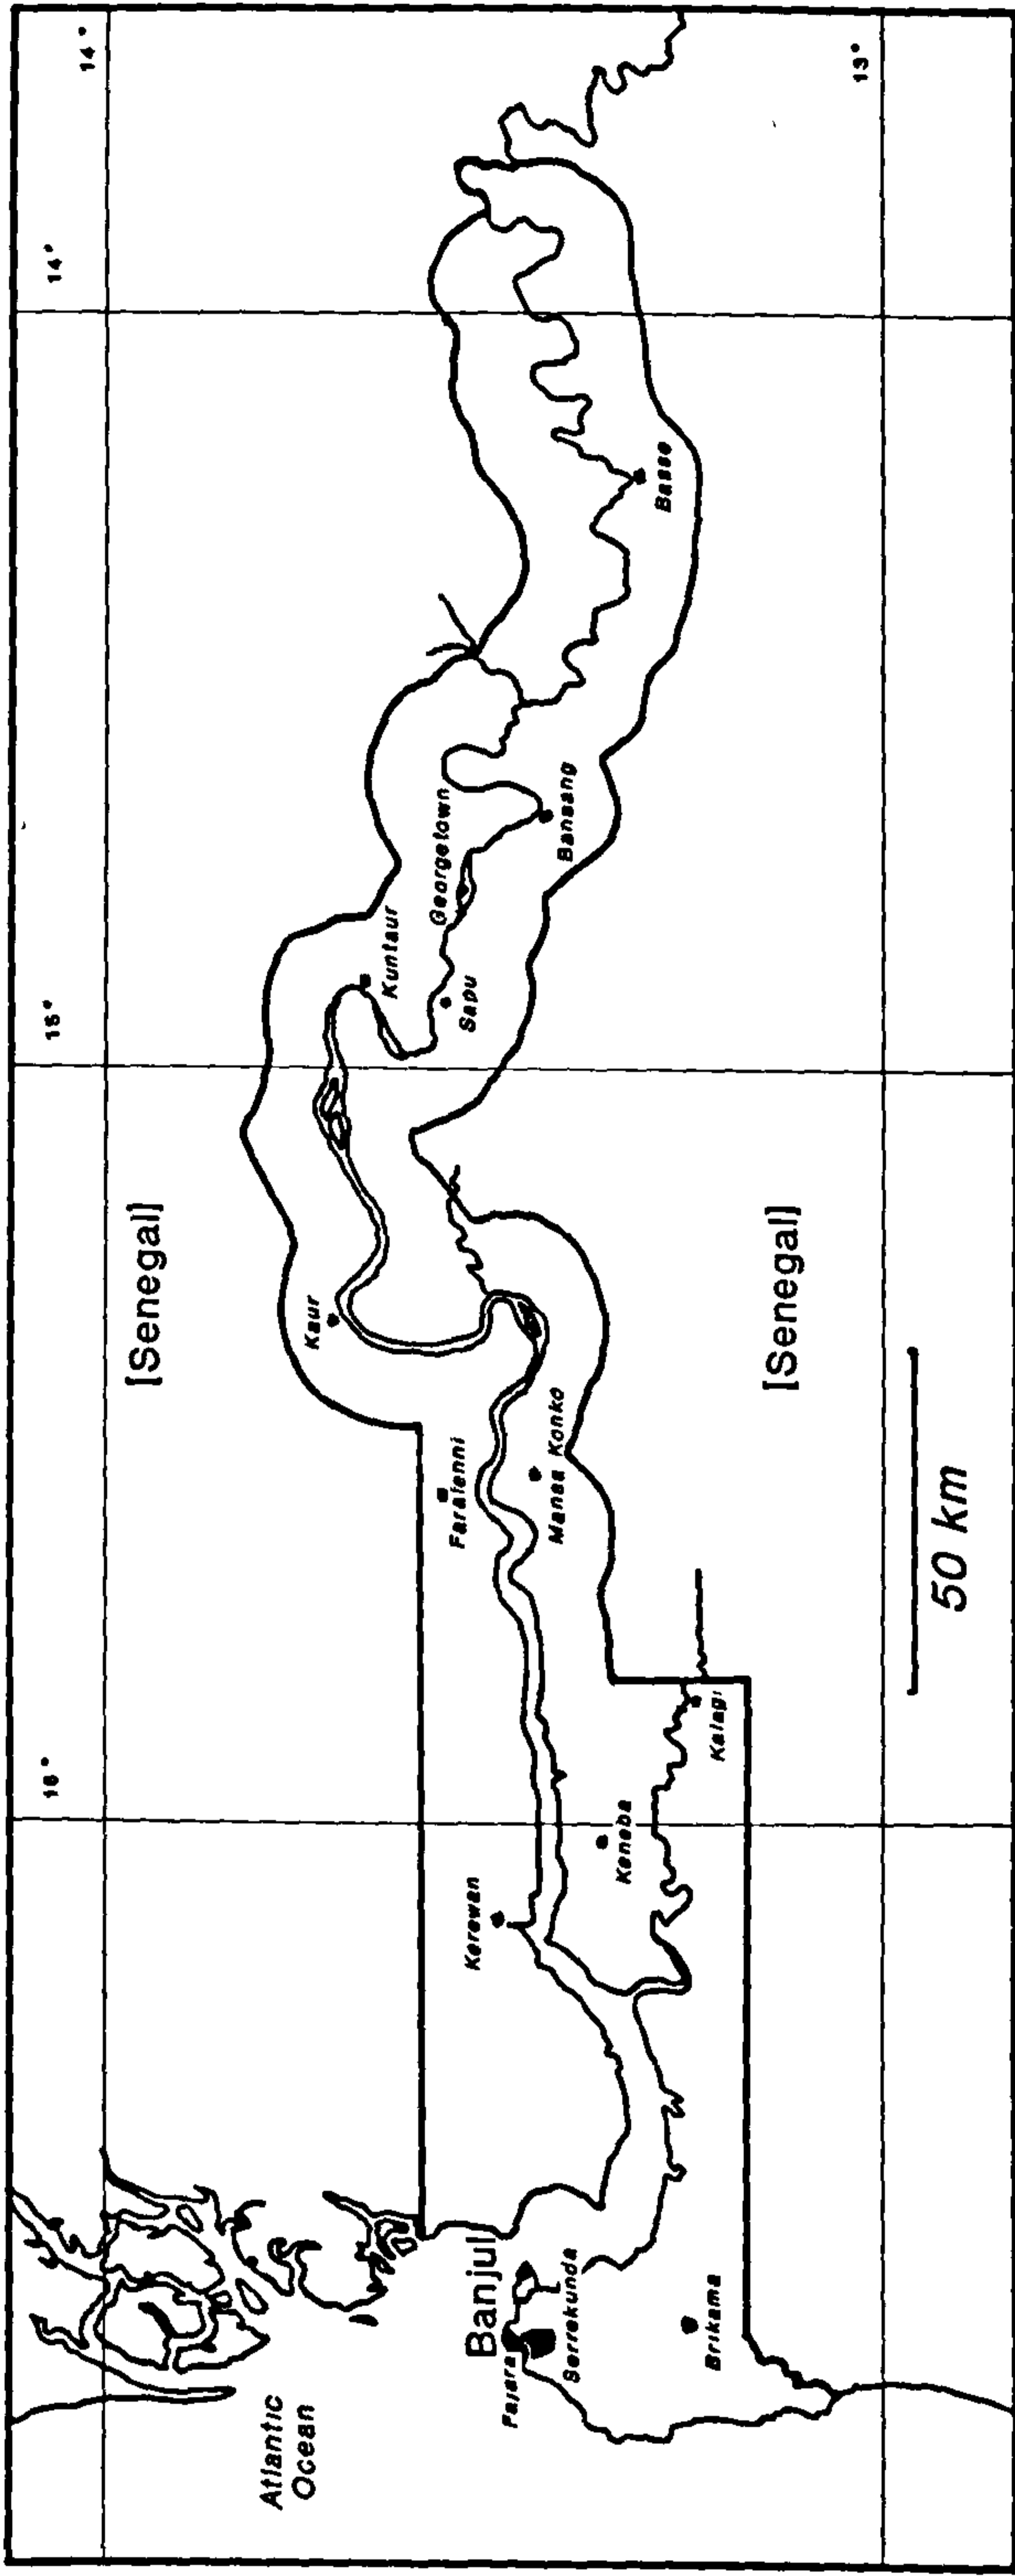 16°
15°
14°
14°
[Senegal]
Atlantic
Ocean
Kaur
Kuntaur
Farafenni
Georgetown
Sapu
Kerewan
Banjul
Fajara
Serrekunda
Mansa Konko
Bansang
Keneba
Basse
Brikama
Kalagi
[Senegal]
13°
50 km